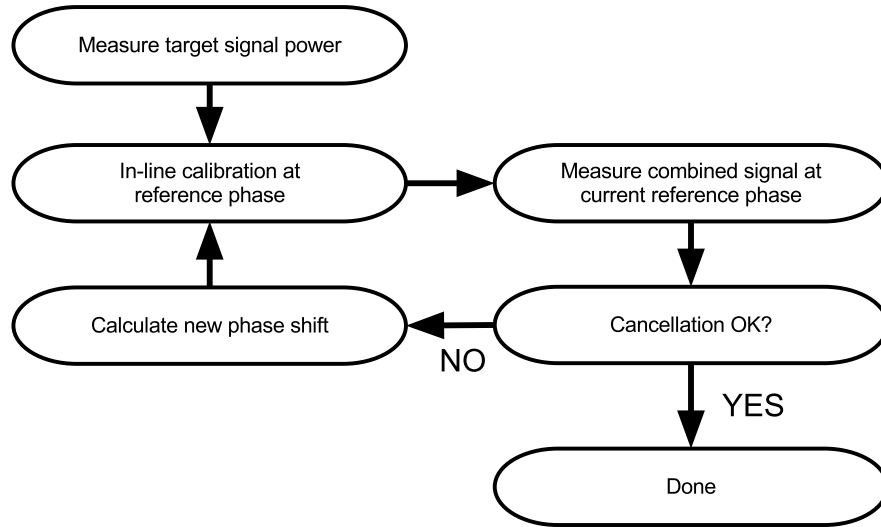 Measure target signal power
In-line calibration at
reference phase
Measure combined signal at
current reference phase
Calculate new phase shift
Cancellation OK?
NO
YES
Done